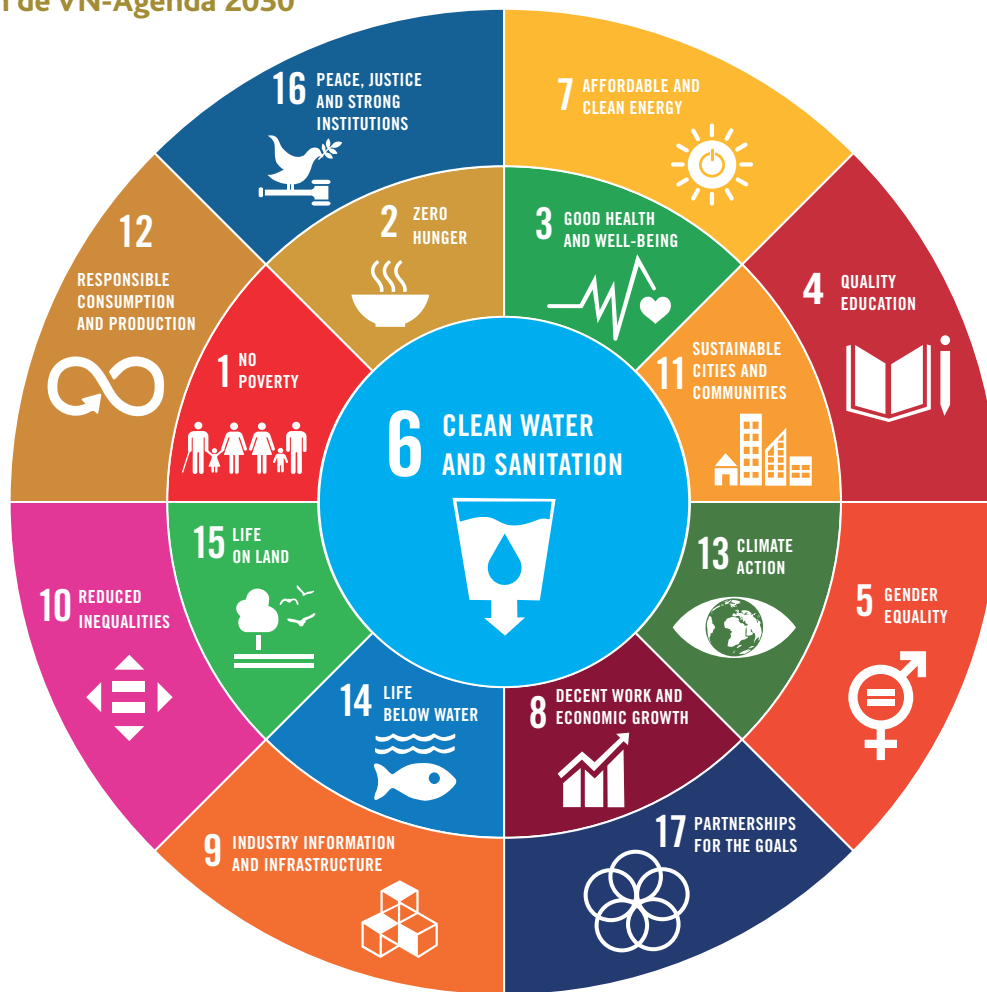 de VN-Agenda 2030
16 PEACE, JUSTICE
AND STRONG
INSTITUTIONS
7 AFFORDABLE AND
CLEAN ENERGY
12
RESPONSIBLE
CONSUMPTION
AND PRODUCTION
2 ZERO
HUNGER
3 GOOD HEALTH
AND WELL-BEING
4 QUALITY
EDUCATION
1 NO
POVERTY
11 SUSTAINABLE
CITIES AND
COMMUNITIES
6 CLEAN WATER
AND SANITATION
15 LIFE
ON LAND
13 CLIMATE
ACTION
10 REDUCED
INEQUALITIES
5 GENDER
EQUALITY
14 LIFE
BELOW WATER
8 DECENT WORK AND
ECONOMIC GROWTH
9 INDUSTRY INFORMATION
AND INFRASTRUCTURE
17 PARTNERSHIPS
FOR THE GOALS